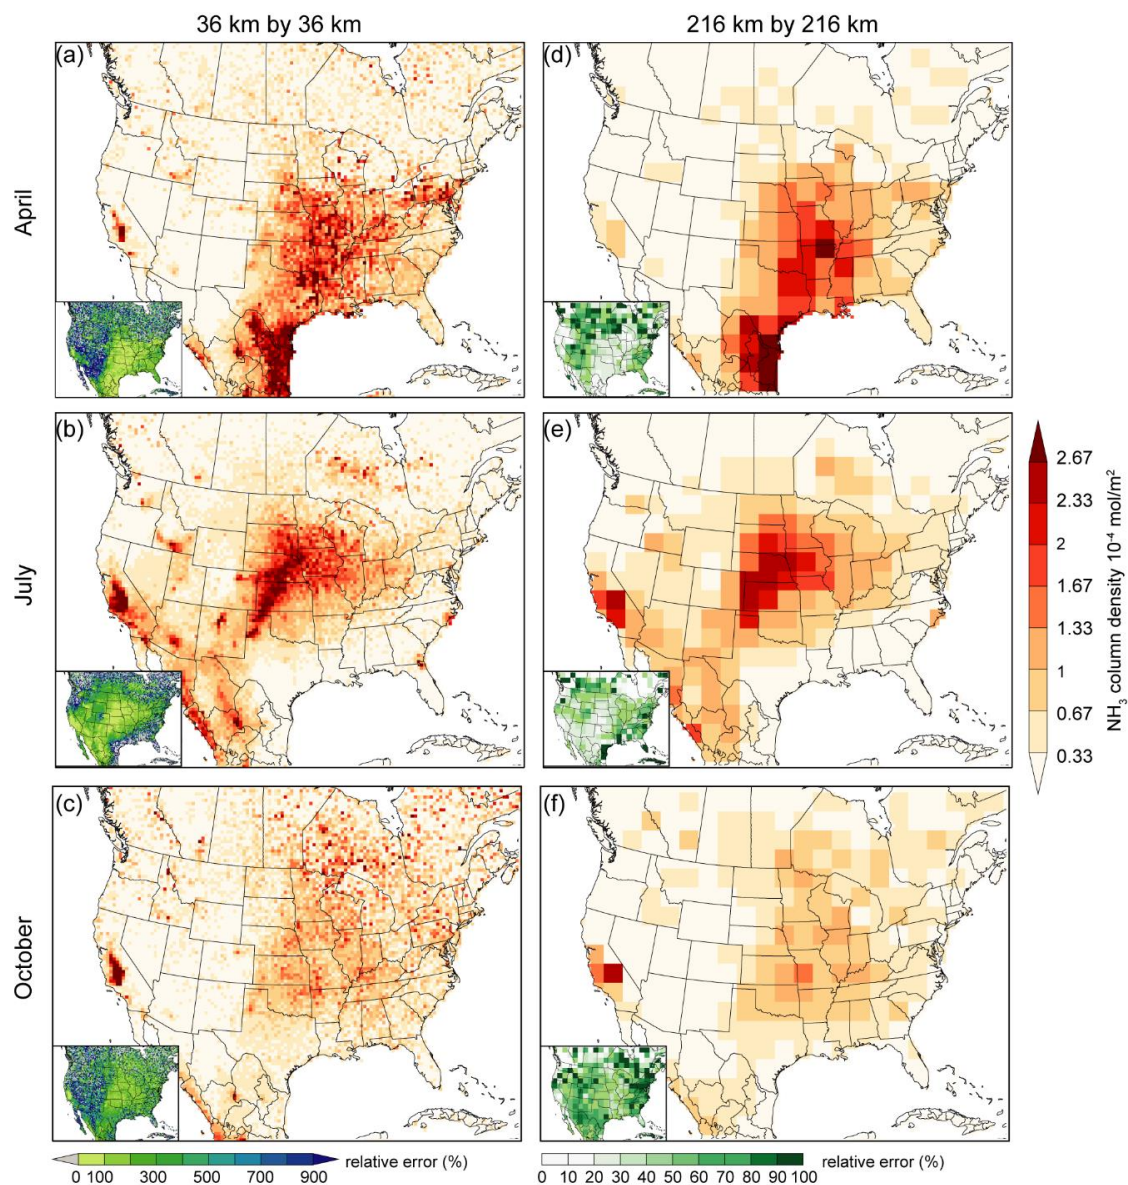 36 km by 36 km
216 km by 216 km
April
(a)
(d)
July
(b)
(e)
2.67
2.33
2
1.67
1.33
1
0.67
0.33
NH₃ column density 10⁻⁴ mol/m²
October
(c)
(f)
0 100 300 500 700 900 relative error (%)
0 10 20 30 40 50 60 70 80 90 100 relative error (%)